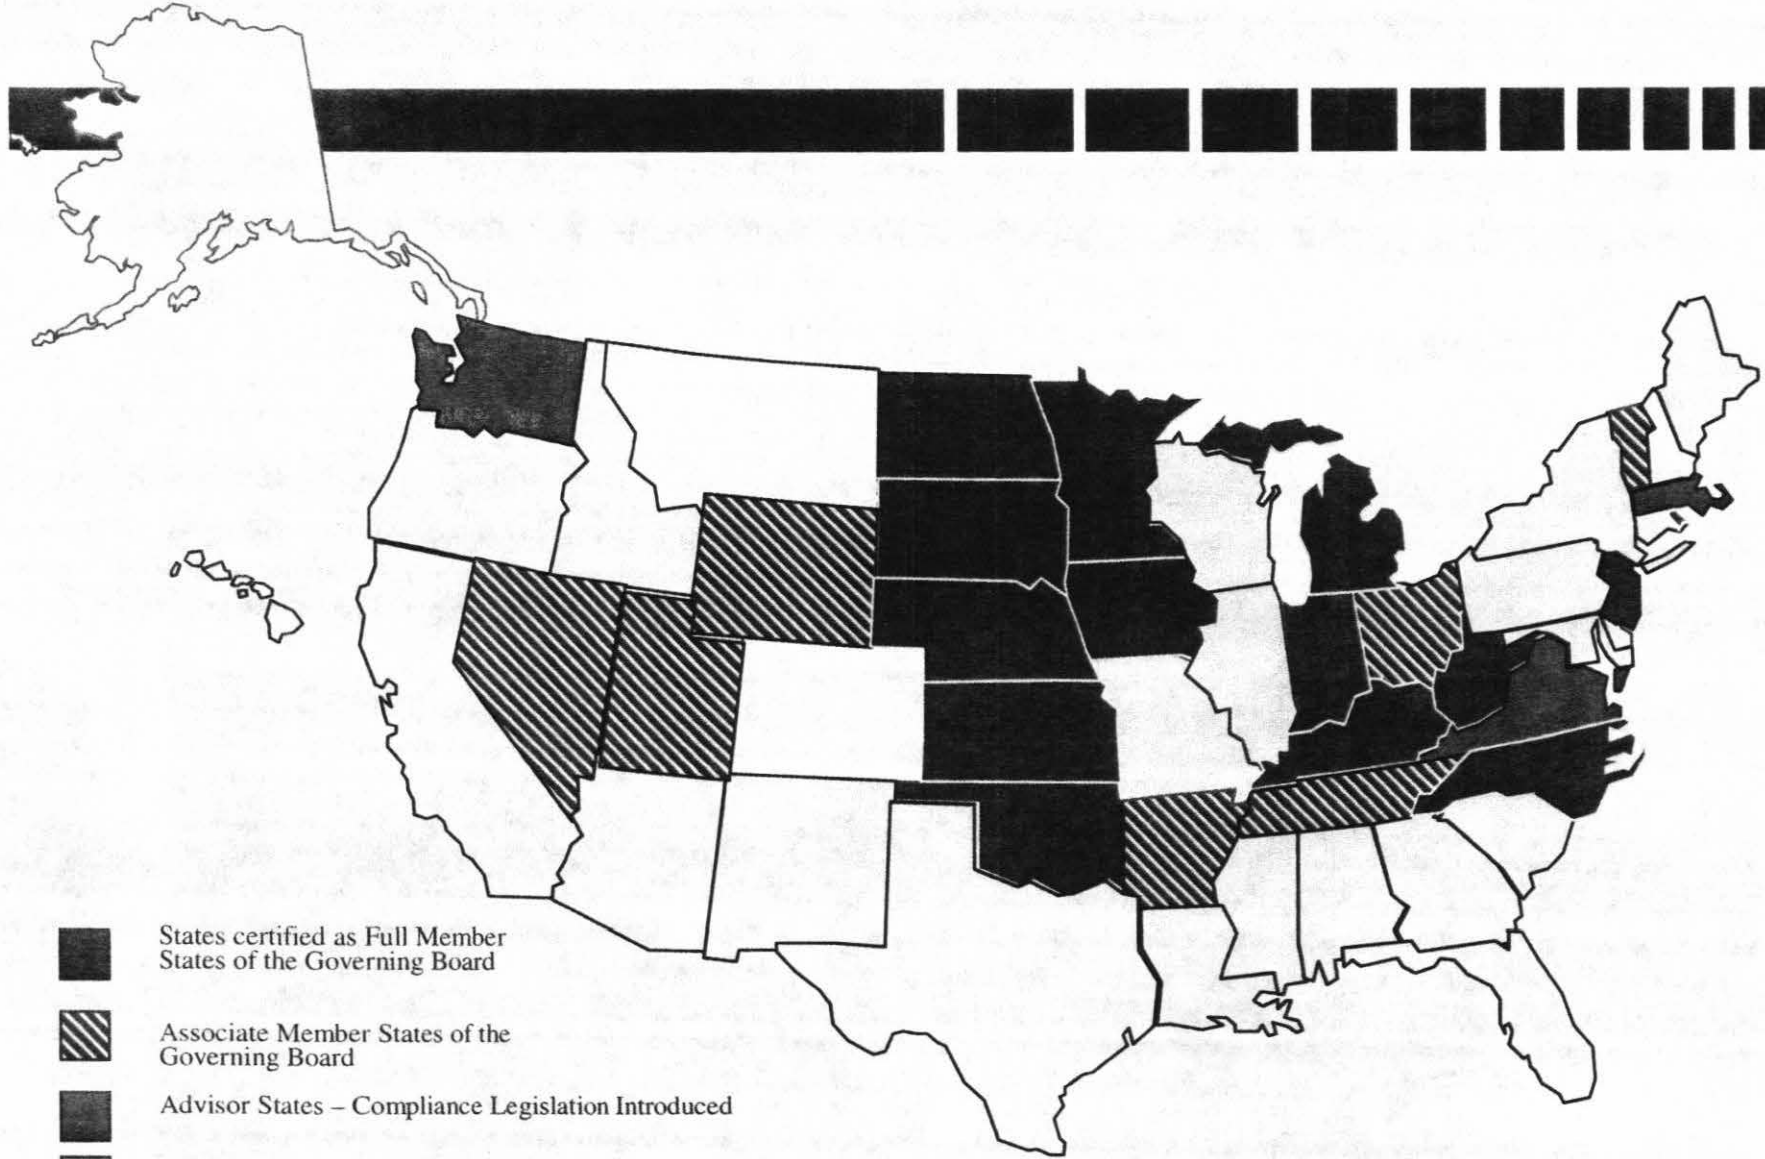 States certified as Full Member
States of the Governing Board
Associate Member States of the
Governing Board
Advisor States – Compliance Legislation Introduced